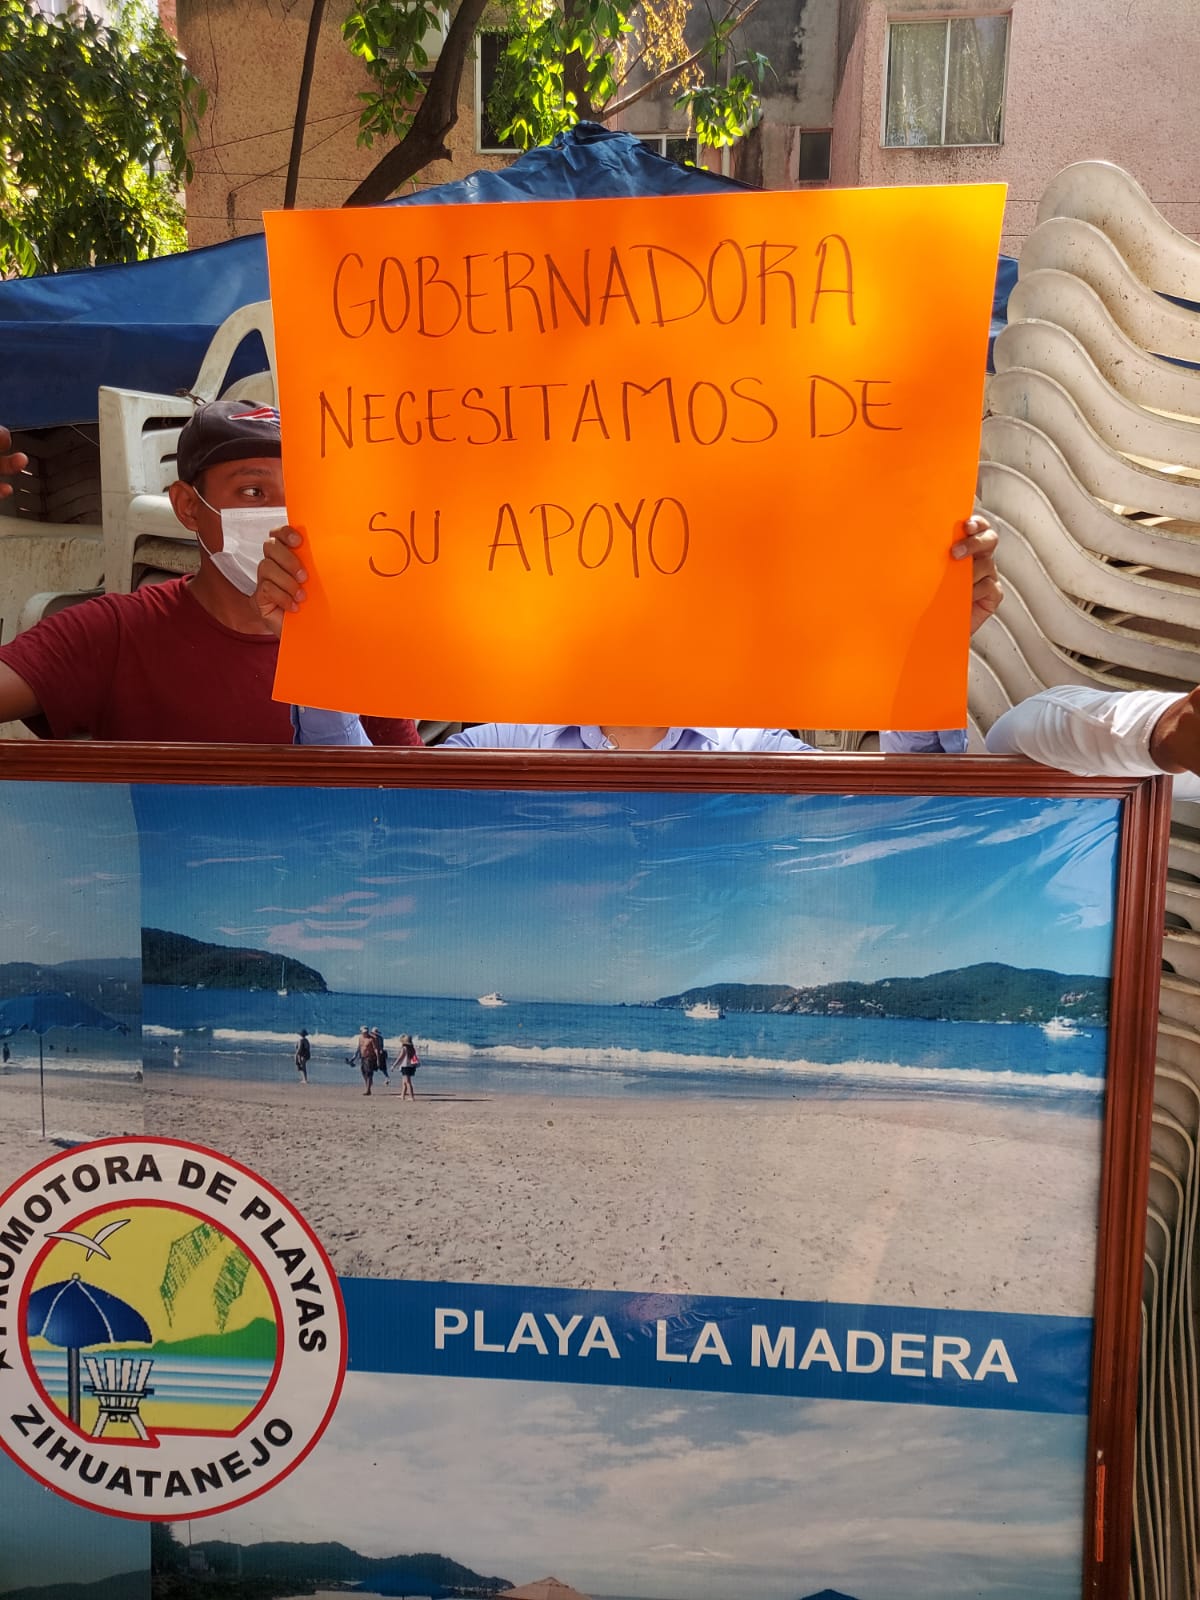 GOBERNADORA
NECESITAMOS DE
SU APOYO
PROMOTORA DE PLAYAS
ZIHUATANEJO
PLAYA LA MADERA